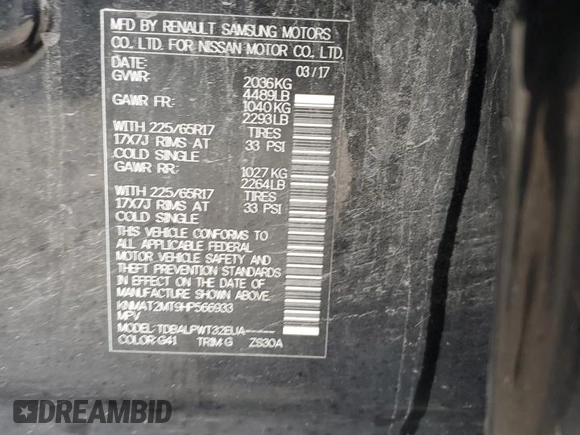 MFD BY RENAULT SAMSUNG MOTORS
CO., LTD. FOR NISSAN MOTOR CO., LTD.
DATE: 03/17
GVWR: 2036KG
4489LB
GAWR FR: 1040KG
2293LB
WITH 225/65R17 TIRES
17X7J RIMS AT 33 PSI
COLD SINGLE
GAWR RR: 1027 KG
2264LB
WITH 225/65R17 TIRES
17X7J RIMS AT 33 PSI
COLD SINGLE
THIS VEHICLE CONFORMS TO
ALL APPLICABLE FEDERAL
MOTOR VEHICLE SAFETY AND
THEFT PREVENTION STANDARDS
IN EFFECT ON THE DATE OF
MANUFACTURE SHOWN ABOVE.
KNMAT2MT9HP566933
MPV
MODEL:TDBALPWT32EUA-----
COLOR:G41 TRIM:G ZS30A
DREAMBID